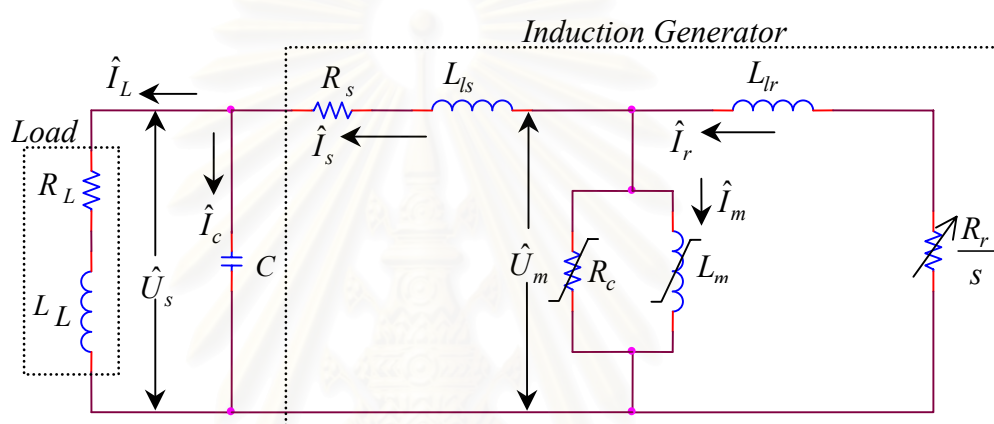 Induction Generator
Î_L
R_s
L_ls
L_lr
Load
Î_s
Î_r
R_L
Î_c
Î_m
Û_s
C
Û_m
R_c
L_m
R_r
s
L_L